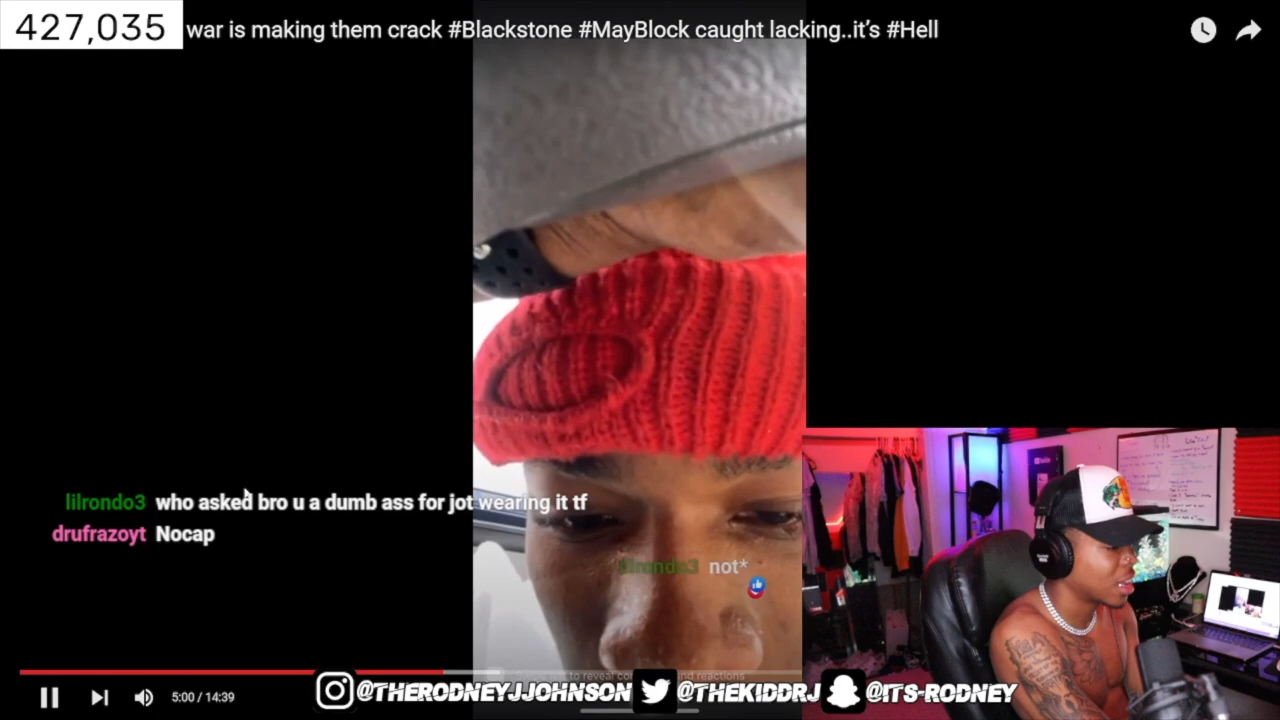 427,035 war is making them crack #Blackstone #MayBlock caught lacking..it’s #Hell
lilrondo3 who asked bro u a dumb ass for jot wearing it tf
drufrazoyt Nocap
lilrondo3 not*
5:00 / 14:39
@THERODNEYJJOHNSON @THEKIDDRJ @ITS-RODNEY